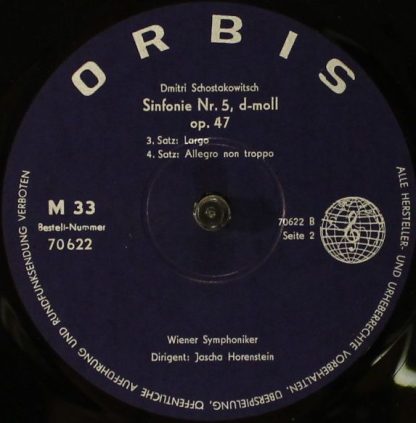 ORBIS
Dmitri Schostakowitsch
Sinfonie Nr. 5, d-moll
op. 47
3. Satz: Largo
4. Satz: Allegro non troppo
M 33
Bestell-Nummer
70622
70622 B
Seite 2
Wiener Symphoniker
Dirigent: Jascha Horenstein
ALLE HERSTELLER- UND URHEBERRECHTE VORBEHALTEN. ÜBERSPIELUNG, ÖFFENTLICHE AUFFÜHRUNG UND RUNDFUNKSENDUNG VERBOTEN